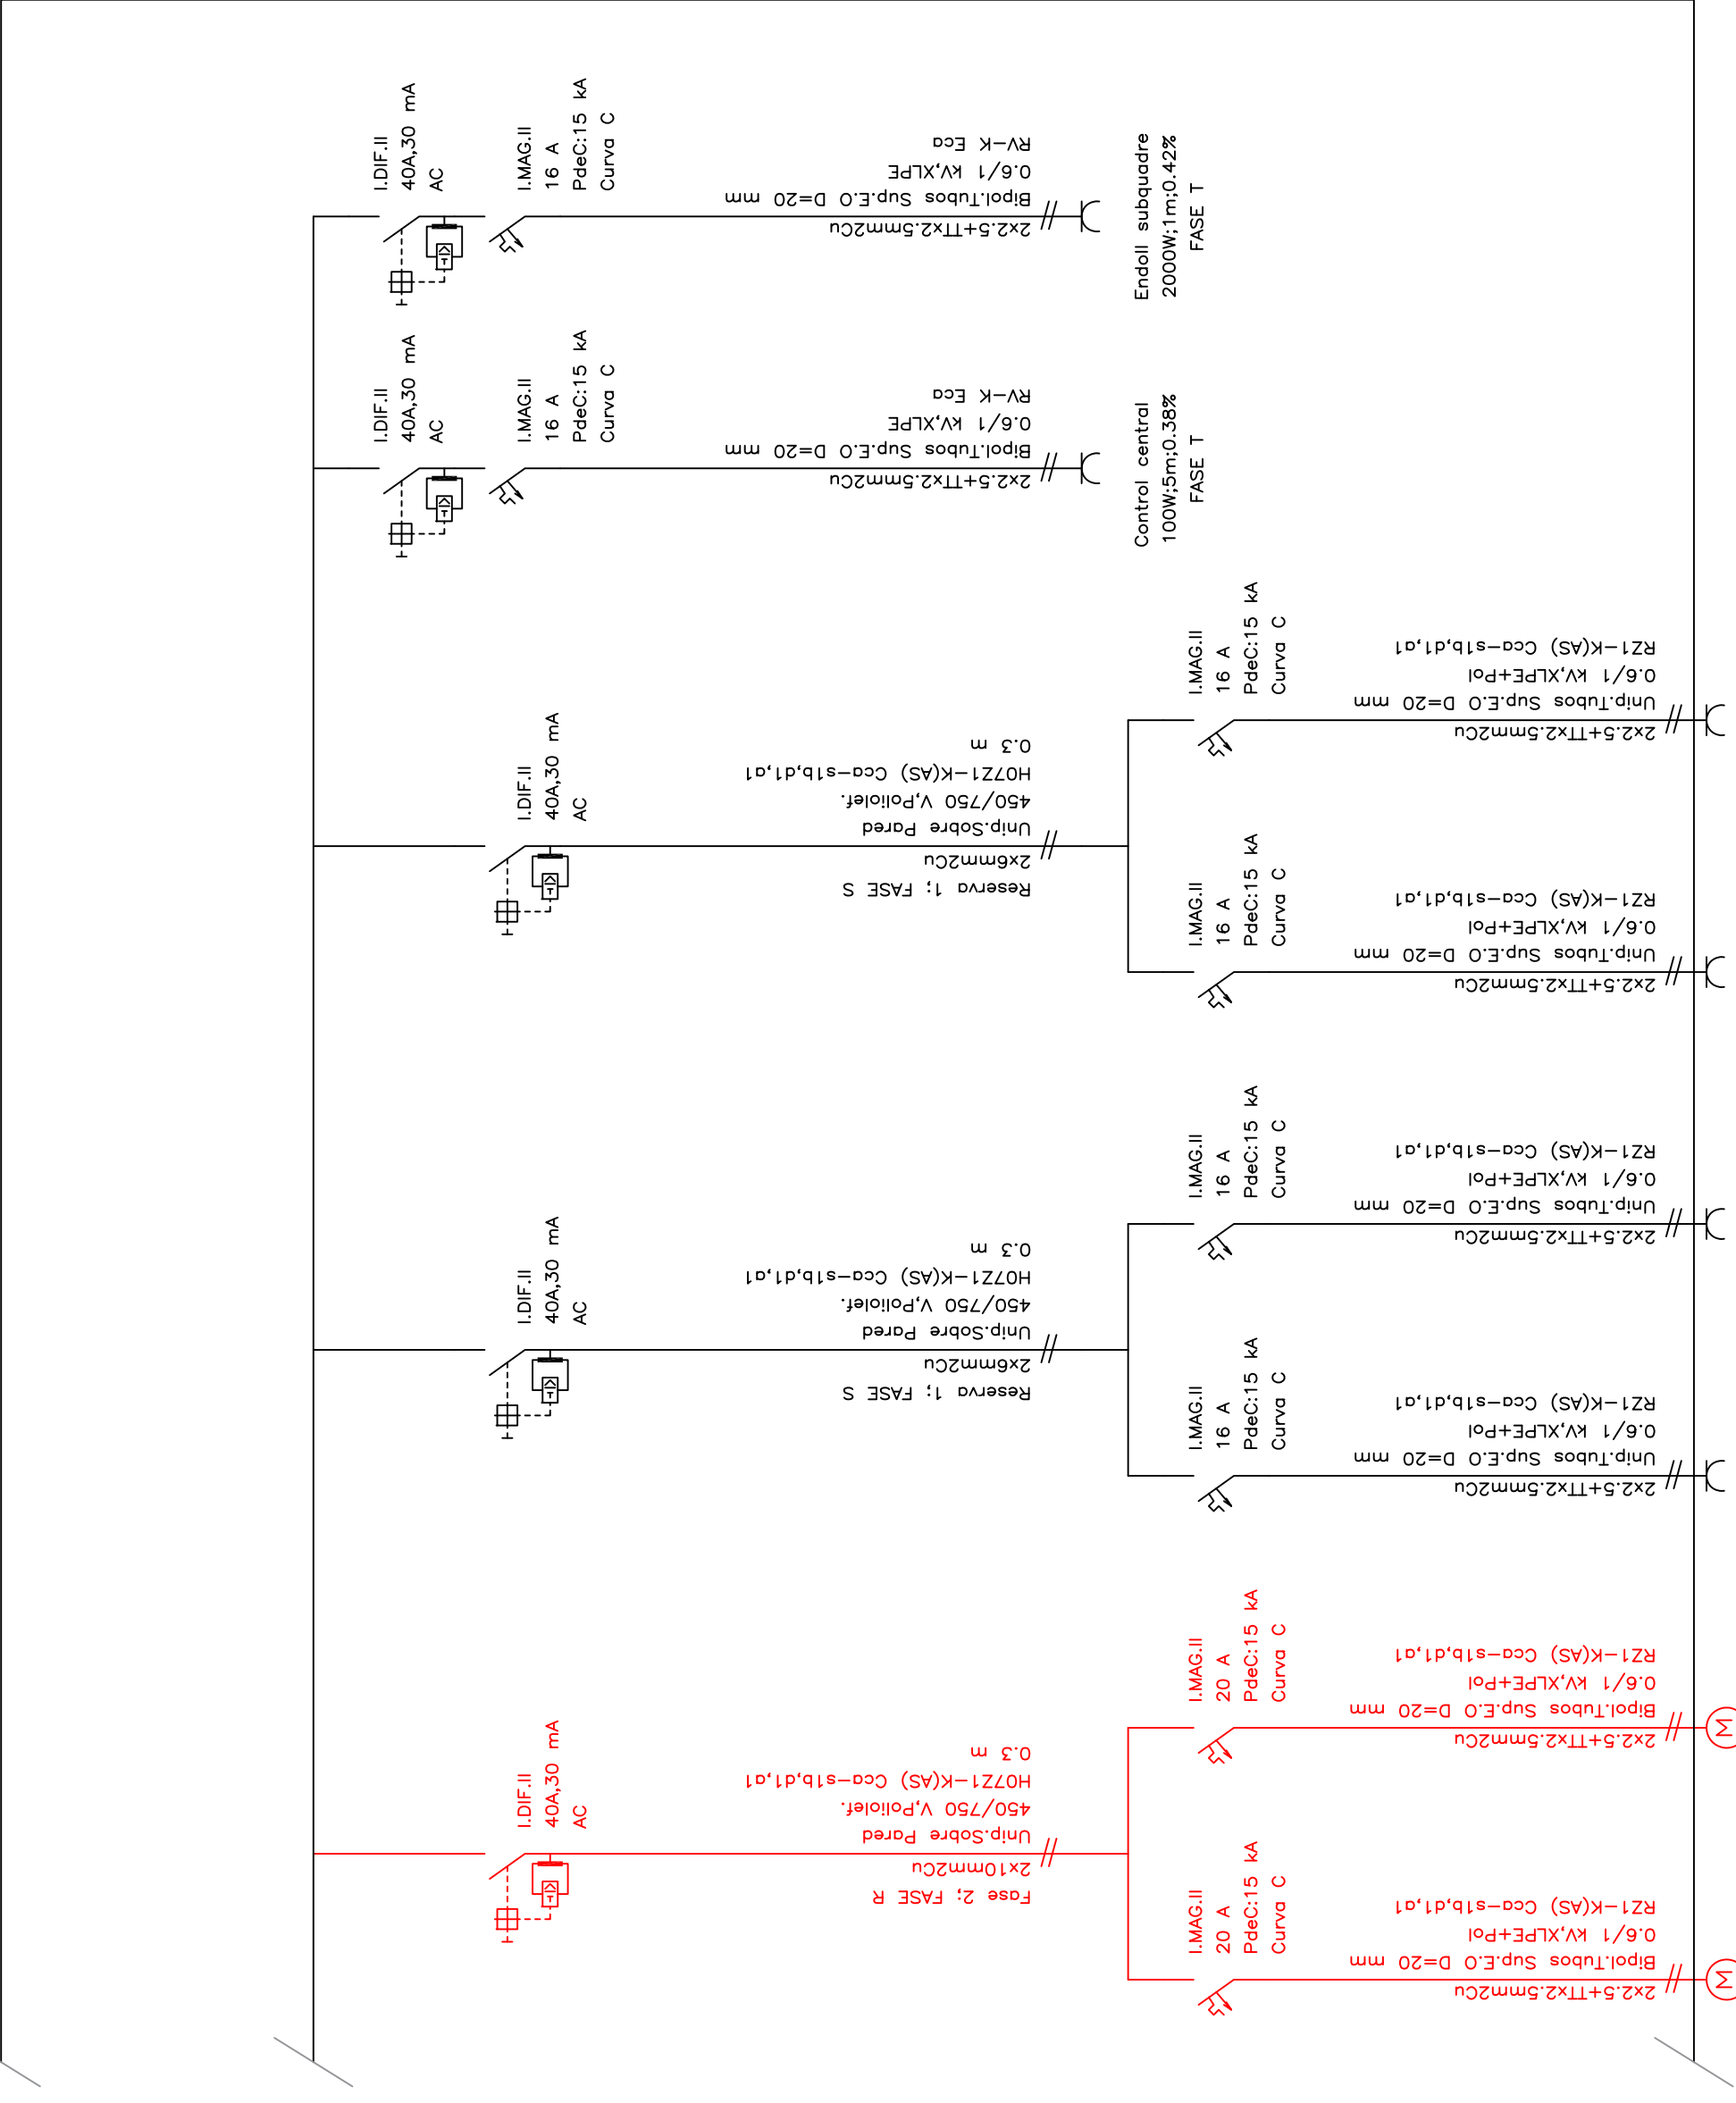 I.DIF.II
40A,30 mA
AC
I.MAG.II
16 A
PdeC:15 kA
Curva C
RV-K Eca
0.6/1 kV,XLPE
Bipol.Tubos Sup.E.O D=20 mm
2x2.5+TTx2.5mm2Cu
Endoll subquadre
2000W;1m;0.42%
FASE T
I.DIF.II
40A,30 mA
AC
I.MAG.II
16 A
PdeC:15 kA
Curva C
RV-K Eca
0.6/1 kV,XLPE
Bipol.Tubos Sup.E.O D=20 mm
2x2.5+TTx2.5mm2Cu
Control central
100W;5m;0.38%
FASE T
I.DIF.II
40A,30 mA
AC
0.3 m
H07Z1-K(AS) Cca-s1b,d1,a1
450/750 V,Poliolef.
Unip.Sobre Pared
2x6mm2Cu
Reserva 1; FASE S
I.MAG.II
16 A
PdeC:15 kA
Curva C
RZ1-K(AS) Cca-s1b,d1,a1
0.6/1 kV,XLPE+Pol
Unip.Tubos Sup.E.O D=20 mm
2x2.5+TTx2.5mm2Cu
I.MAG.II
16 A
PdeC:15 kA
Curva C
RZ1-K(AS) Cca-s1b,d1,a1
0.6/1 kV,XLPE+Pol
Unip.Tubos Sup.E.O D=20 mm
2x2.5+TTx2.5mm2Cu
I.DIF.II
40A,30 mA
AC
0.3 m
H07Z1-K(AS) Cca-s1b,d1,a1
450/750 V,Poliolef.
Unip.Sobre Pared
2x6mm2Cu
Reserva 1; FASE S
I.MAG.II
16 A
PdeC:15 kA
Curva C
RZ1-K(AS) Cca-s1b,d1,a1
0.6/1 kV,XLPE+Pol
Unip.Tubos Sup.E.O D=20 mm
2x2.5+TTx2.5mm2Cu
I.MAG.II
16 A
PdeC:15 kA
Curva C
RZ1-K(AS) Cca-s1b,d1,a1
0.6/1 kV,XLPE+Pol
Unip.Tubos Sup.E.O D=20 mm
2x2.5+TTx2.5mm2Cu
I.DIF.II
40A,30 mA
AC
0.3 m
H07Z1-K(AS) Cca-s1b,d1,a1
450/750 V,Poliolef.
Unip.Sobre Pared
2x10mm2Cu
Fase 2; FASE R
I.MAG.II
20 A
PdeC:15 kA
Curva C
RZ1-K(AS) Cca-s1b,d1,a1
0.6/1 kV,XLPE+Pol
Bipol.Tubos Sup.E.O D=20 mm
2x2.5+TTx2.5mm2Cu
M
I.MAG.II
20 A
PdeC:15 kA
Curva C
RZ1-K(AS) Cca-s1b,d1,a1
0.6/1 kV,XLPE+Pol
Bipol.Tubos Sup.E.O D=20 mm
2x2.5+TTx2.5mm2Cu
M